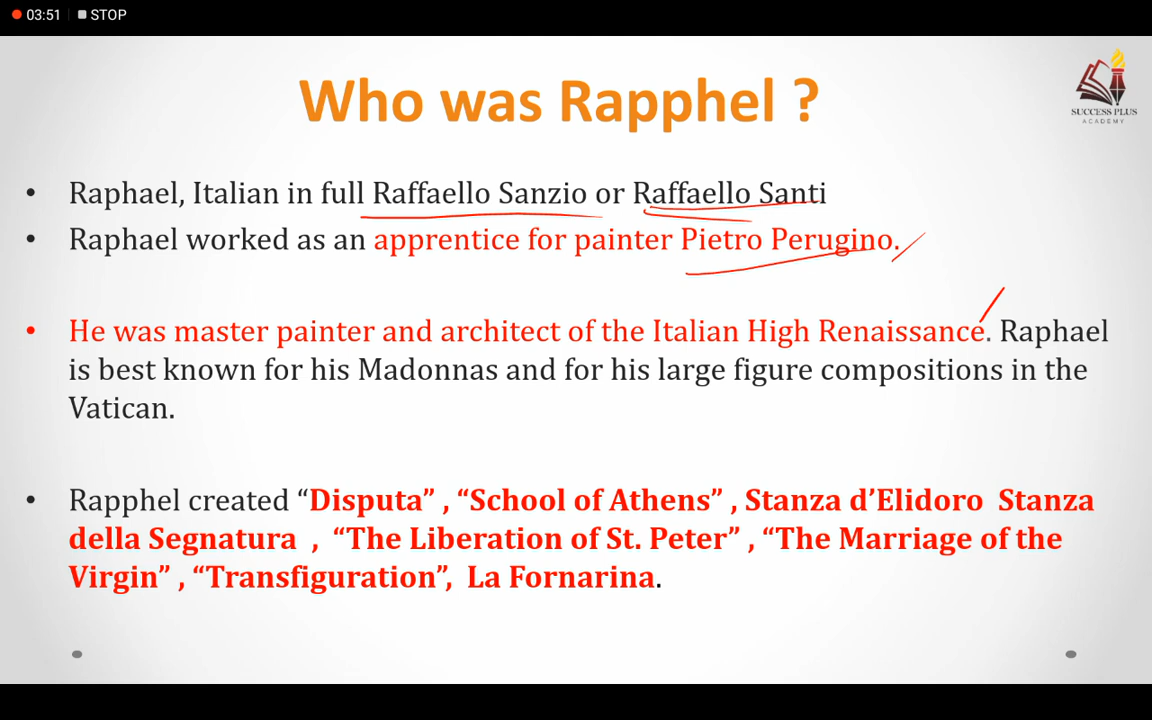 03:51 STOP
Who was Rapphel ?
SUCCESS PLUS
ACADEMY
• Raphael, Italian in full Raffaello Sanzio or Raffaello Santi
• Raphael worked as an apprentice for painter Pietro Perugino.
• He was master painter and architect of the Italian High Renaissance. Raphael
is best known for his Madonnas and for his large figure compositions in the
Vatican.
• Rapphel created “Disputa” , “School of Athens” , Stanza d’Elidoro Stanza
della Segnatura , “The Liberation of St. Peter” , “The Marriage of the
Virgin” , “Transfiguration”, La Fornarina.